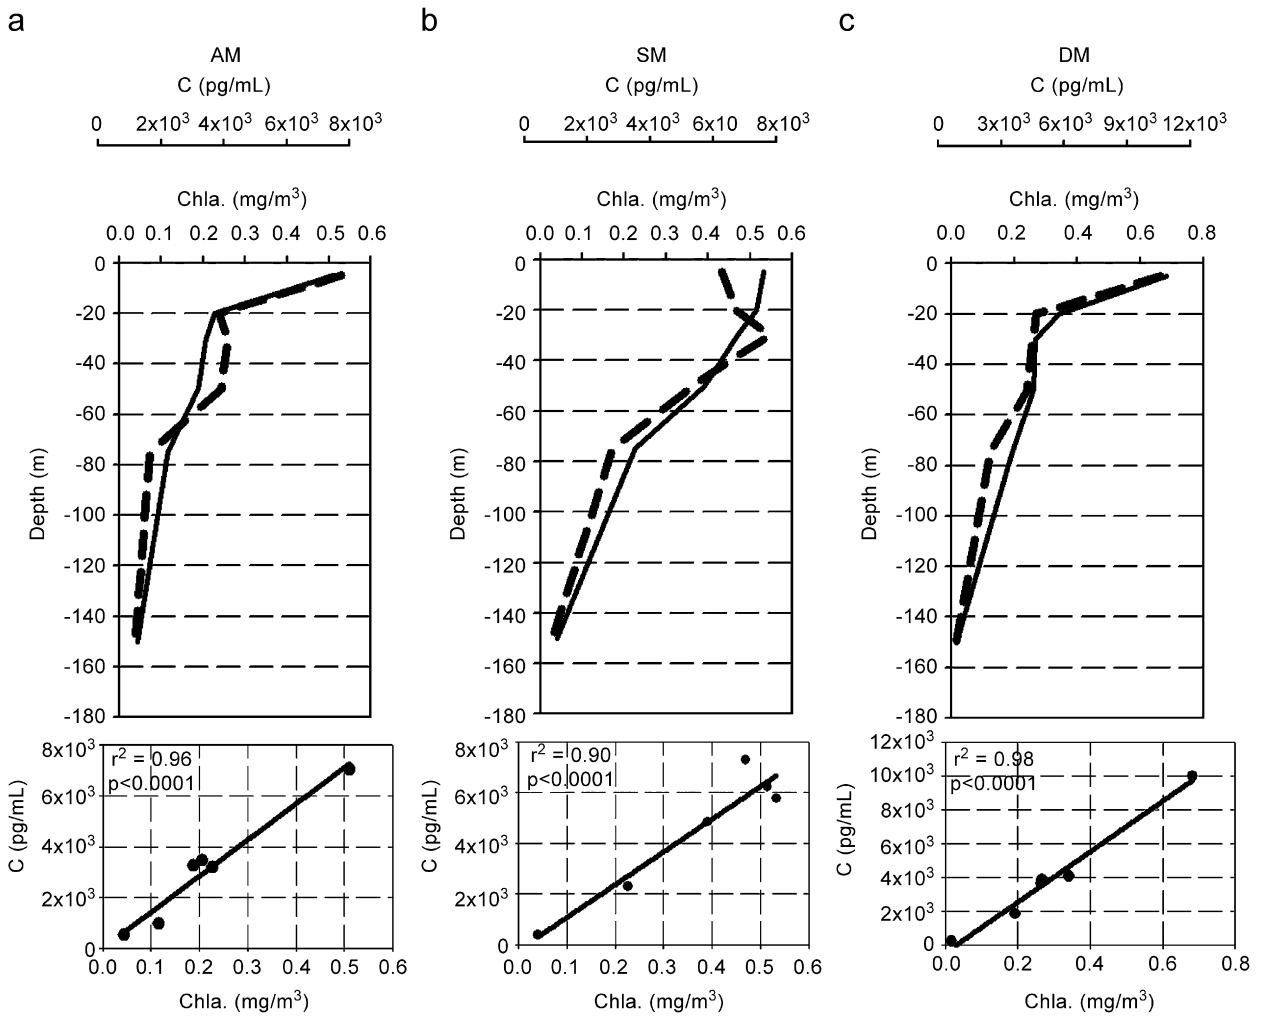 a
AM
C (pg/mL)
0 2x10³ 4x10³ 6x10³ 8x10³
Chla. (mg/m³)
0.0 0.1 0.2 0.3 0.4 0.5 0.6
0
-20
-40
-60
-80
-100
-120
-140
-160
-180
Depth (m)
r² = 0.96
p<0.0001
8x10³
6x10³
4x10³
2x10³
0
C (pg/mL)
0.0 0.1 0.2 0.3 0.4 0.5 0.6
Chla. (mg/m³)
b
SM
C (pg/mL)
0 2x10³ 4x10³ 6x10 8x10³
Chla. (mg/m³)
0.0 0.1 0.2 0.3 0.4 0.5 0.6
0
-20
-40
-60
-80
-100
-120
-140
-160
-180
Depth (m)
r² = 0.90
p<0.0001
8x10³
6x10³
4x10³
2x10³
0
C (pg/mL)
0.0 0.1 0.2 0.3 0.4 0.5 0.6
Chla. (mg/m³)
c
DM
C (pg/mL)
0 3x10³ 6x10³ 9x10³ 12x10³
Chla. (mg/m³)
0.0 0.2 0.4 0.6 0.8
0
-20
-40
-60
-80
-100
-120
-140
-160
-180
Depth (m)
r² = 0.98
p<0.0001
12x10³
10x10³
8x10³
6x10³
4x10³
2x10³
0
C (pg/mL)
0.0 0.2 0.4 0.6 0.8
Chla. (mg/m³)